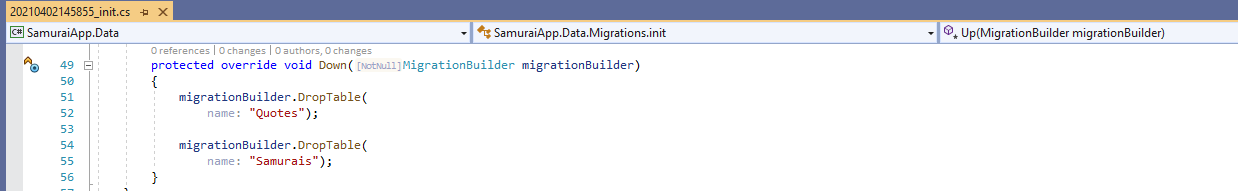 20210402145855_init.cs
C# SamuraiApp.Data SamuraiApp.Data.Migrations.init Up(MigrationBuilder migrationBuilder)
0 references | 0 changes | 0 authors, 0 changes
49 protected override void Down([NotNull]MigrationBuilder migrationBuilder)
50 {
51 migrationBuilder.DropTable(
52 name: "Quotes");
53
54 migrationBuilder.DropTable(
55 name: "Samurais");
56 }
57 }